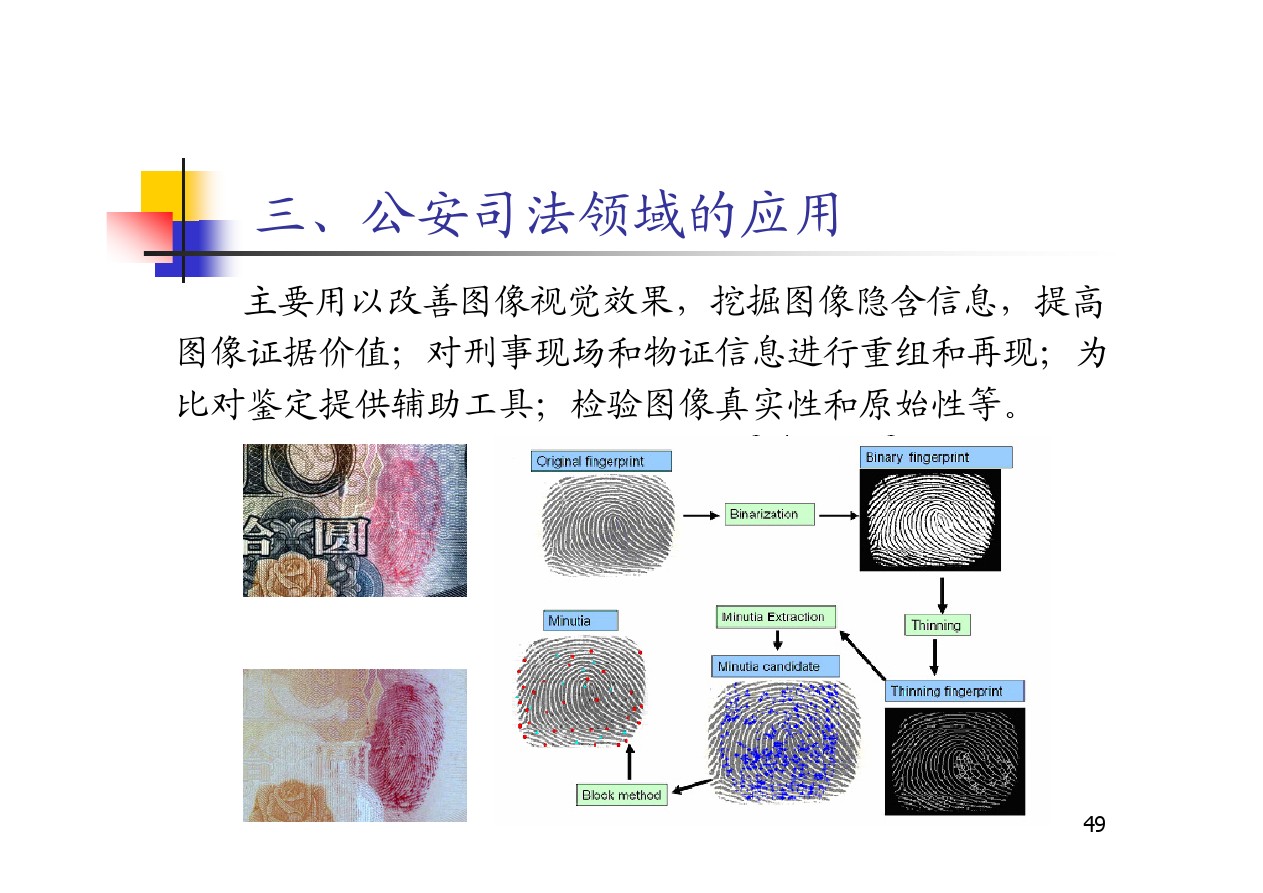 三、公安司法领域的应用
主要用以改善图像视觉效果，挖掘图像隐含信息，提高
图像证据价值；对刑事现场和物证信息进行重组和再现；为
比对鉴定提供辅助工具；检验图像真实性和原始性等。
10
拾圆
Original fingerprint
Binarization
Binary fingerprint
Thinning
Thinning fingerprint
Minutia Extraction
Minutia candidate
Block method
Minutia
49